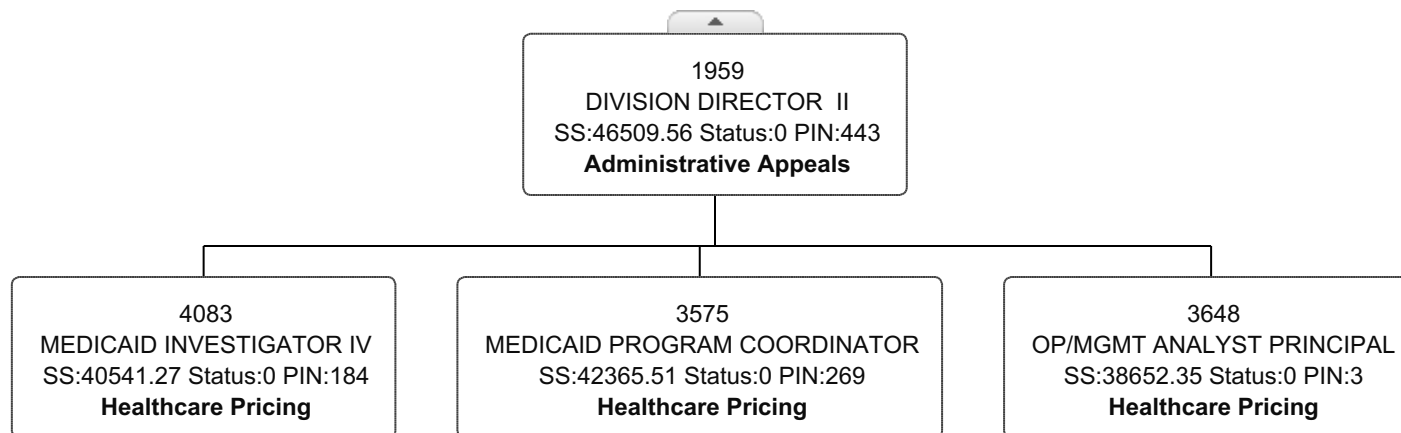 1959
DIVISION DIRECTOR  II
SS:46509.56 Status:0 PIN:443
Administrative Appeals
4083
MEDICAID INVESTIGATOR IV
SS:40541.27 Status:0 PIN:184
Healthcare Pricing
3575
MEDICAID PROGRAM COORDINATOR
SS:42365.51 Status:0 PIN:269
Healthcare Pricing
3648
OP/MGMT ANALYST PRINCIPAL
SS:38652.35 Status:0 PIN:3
Healthcare Pricing